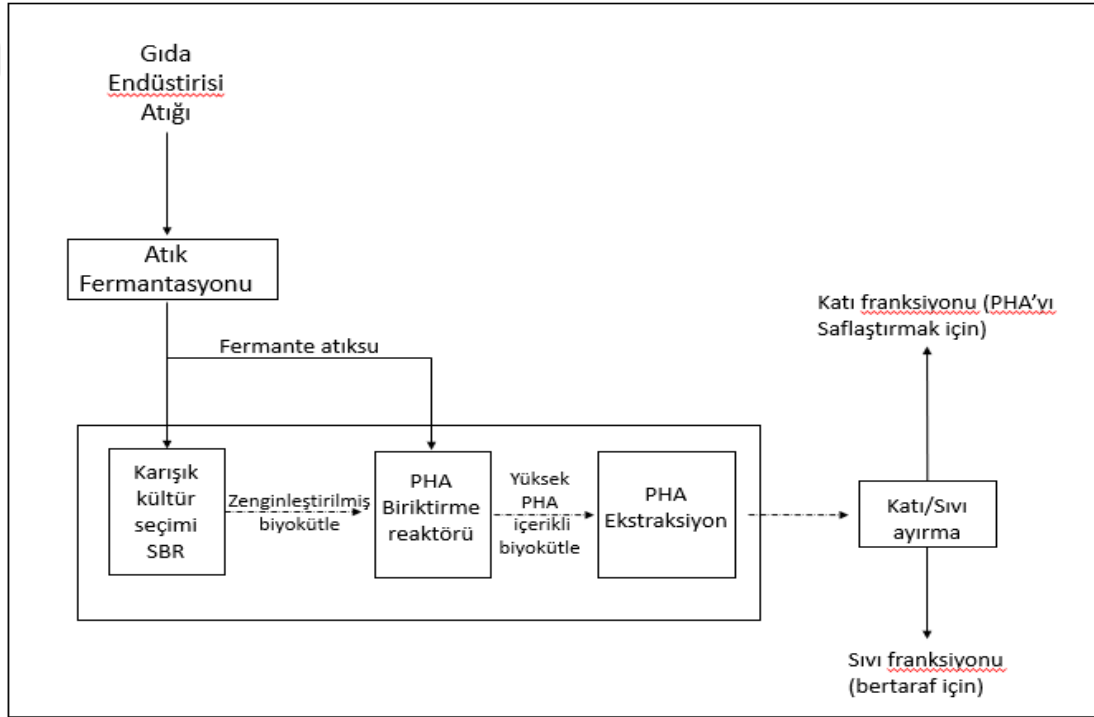 Gıda
Endüstirisi
Atığı
Atık
Fermantasyonu
Fermante atıksu
Karışık
kültür
seçimi
SBR
Zenginleştirilmiş
biyokütle
PHA
Biriktirme
reaktörü
Yüksek
PHA
içerikli
biyokütle
PHA
Ekstraksiyon
Katı franksiyonu (PHA’yı
Saflaştırmak için)
Katı/Sıvı
ayırma
Sıvı franksiyonu
(bertaraf için)